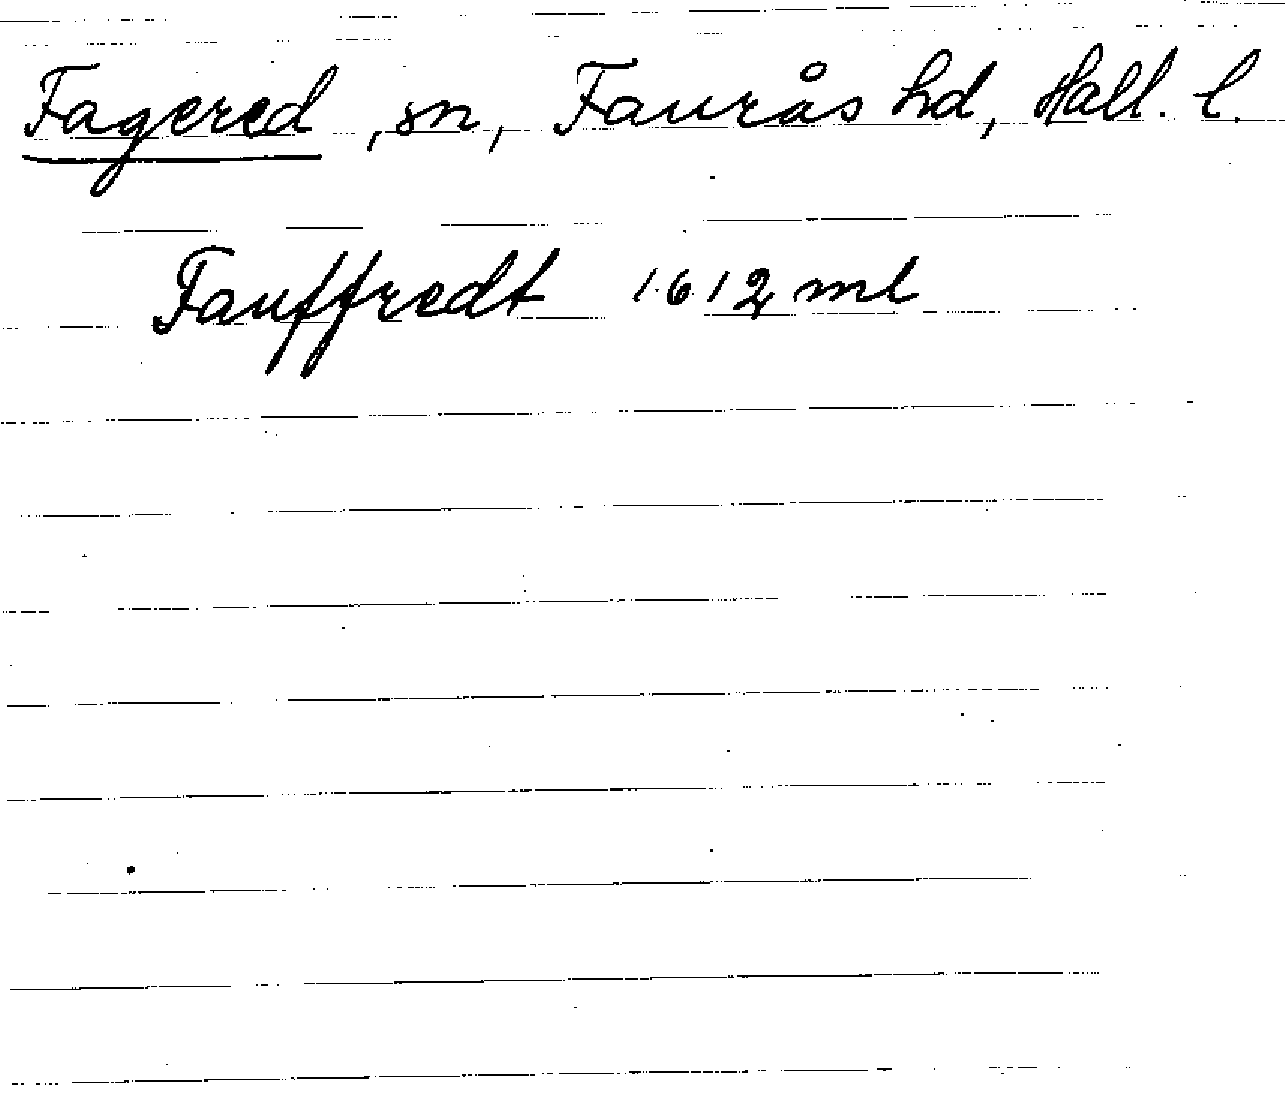 Fagered, sn, Faurås hd, Hall. l.
Fauffredt 1612 ml